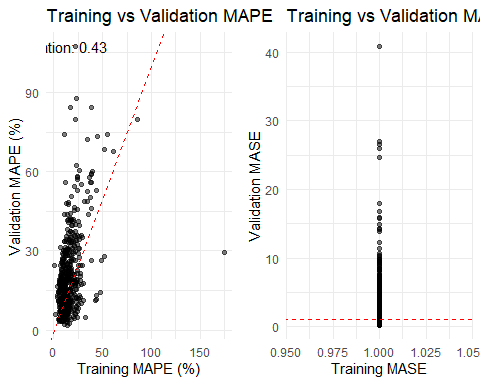 Training vs Validation MAPE
ation: 0.43
Validation MAPE (%)
90
60
30
0
0
50
100
150
Training MAPE (%)
Training vs Validation MA
Validation MASE
40
30
20
10
0
0.950
0.975
1.000
1.025
1.05
Training MASE